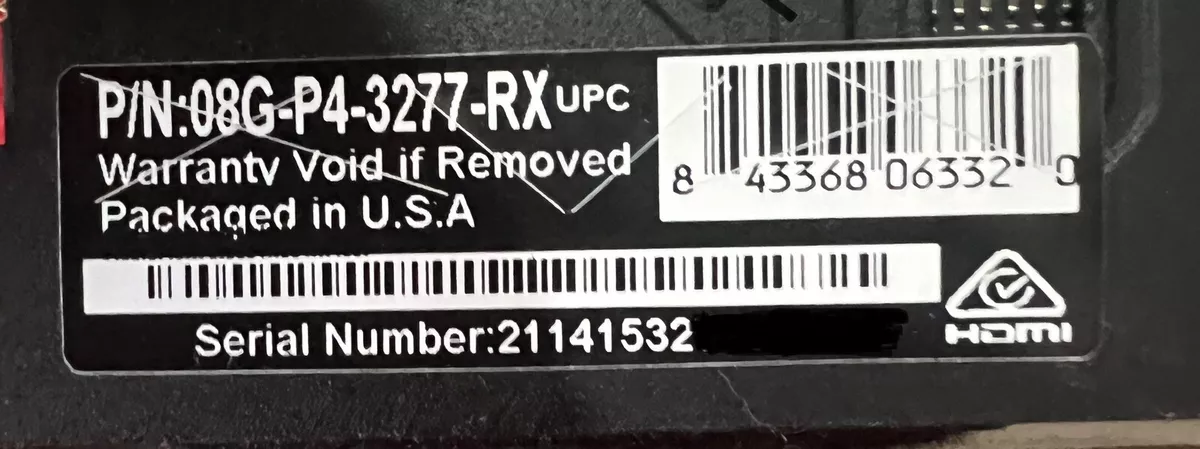 P/N:08G-P4-3277-RX UPC
Warranty Void if Removed
Packaged in U.S.A
8 43368 06332 0
Serial Number:21141532
HDMI